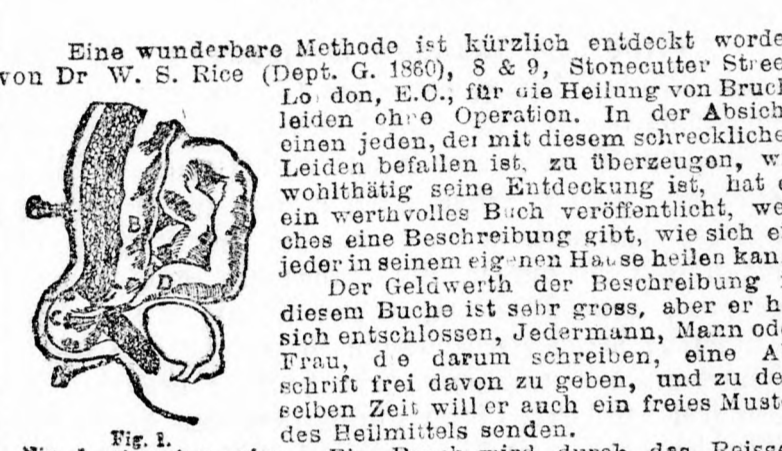 Eine wunderbare Methode ist kürzlich entdeckt worde
von Dr W. S. Rice (Dept. G. 1860), 8 & 9, Stonecutter Stree
Lo don, E.C., für die Heilung von Bruch
leiden ohne Operation. In der Absich
einen jeden, der mit diesem schreckliche
Leiden befallen ist, zu überzeugen, w
wohlthätig seine Entdeckung ist, hat
ein werthvolles Buch veröffentlicht, we
ches eine Beschreibung gibt, wie sich e
jeder in seinem eigenen Hause heilen kan
Der Geldwerth der Beschreibung
diesem Buche ist sehr gross, aber er h
sich entschlossen, Jedermann, Mann ode
Frau, die darum schreiben, eine A
schrift frei davon zu geben, und zu de
selben Zeit will er auch ein freies Muste
des Heilmittels senden.
B
D
C
Fig. 1.
Bruch wird durch das